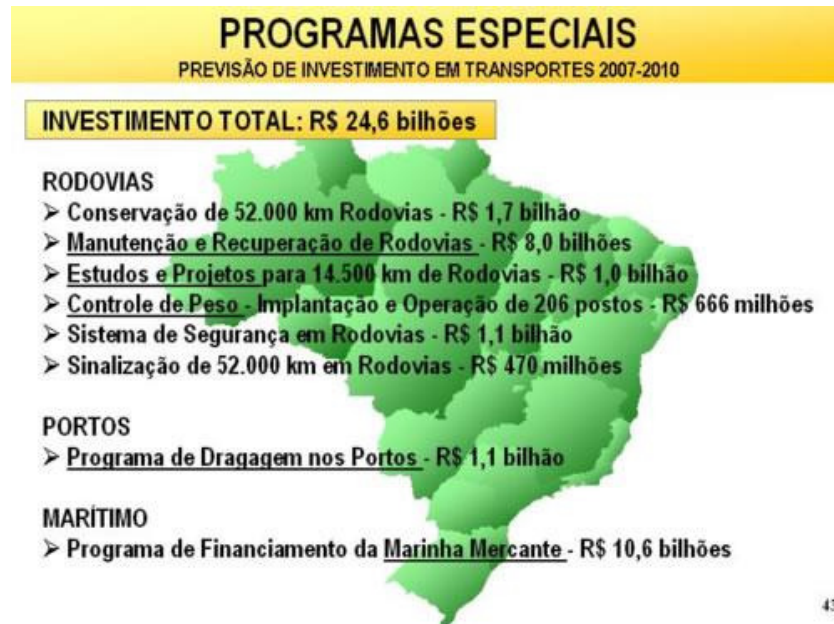 PROGRAMAS ESPECIAIS
PREVISÃO DE INVESTIMENTO EM TRANSPORTES 2007-2010
INVESTIMENTO TOTAL: R$ 24,6 bilhões
RODOVIAS
➢ Conservação de 52.000 km Rodovias - R$ 1,7 bilhão
➢ Manutenção e Recuperação de Rodovias - R$ 8,0 bilhões
➢ Estudos e Projetos para 14.500 km de Rodovias - R$ 1,0 bilhão
➢ Controle de Peso - Implantação e Operação de 206 postos - R$ 666 milhões
➢ Sistema de Segurança em Rodovias - R$ 1,1 bilhão
➢ Sinalização de 52.000 km em Rodovias - R$ 470 milhões
PORTOS
➢ Programa de Dragagem nos Portos - R$ 1,1 bilhão
MARÍTIMO
➢ Programa de Financiamento da Marinha Mercante - R$ 10,6 bilhões
43